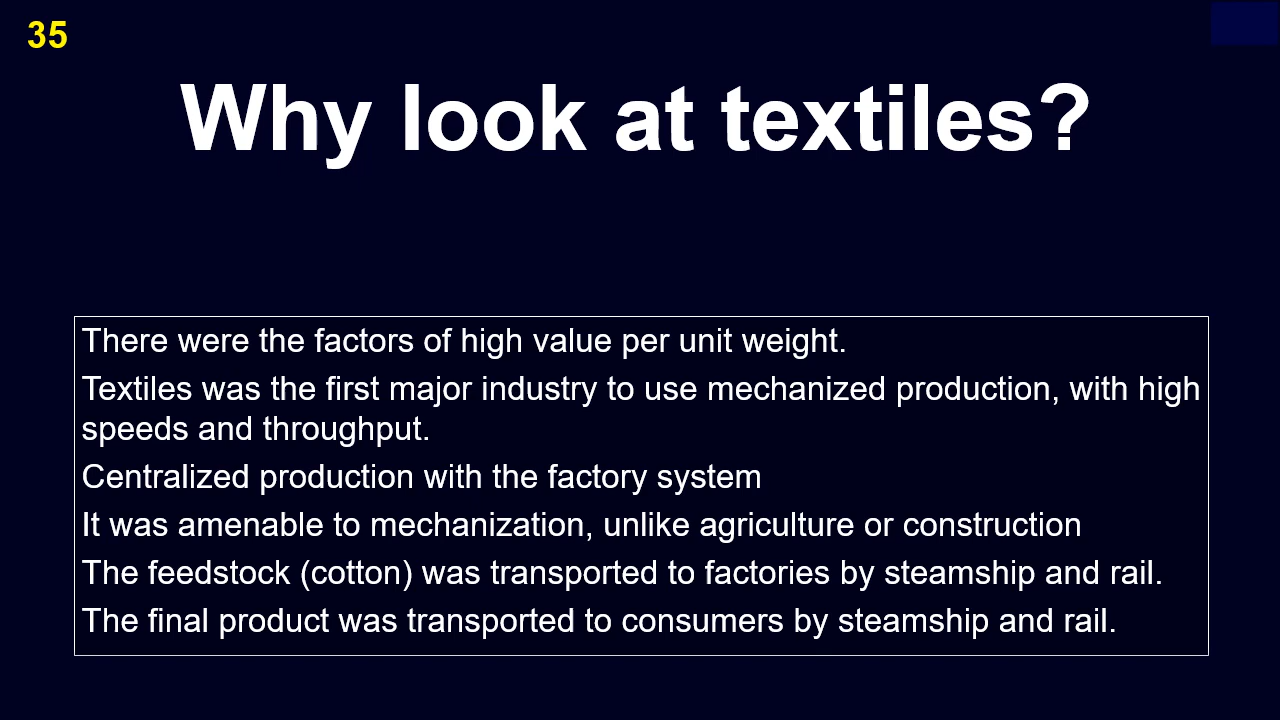 35
Why look at textiles?
There were the factors of high value per unit weight.
Textiles was the first major industry to use mechanized production, with high
speeds and throughput.
Centralized production with the factory system
It was amenable to mechanization, unlike agriculture or construction
The feedstock (cotton) was transported to factories by steamship and rail.
The final product was transported to consumers by steamship and rail.